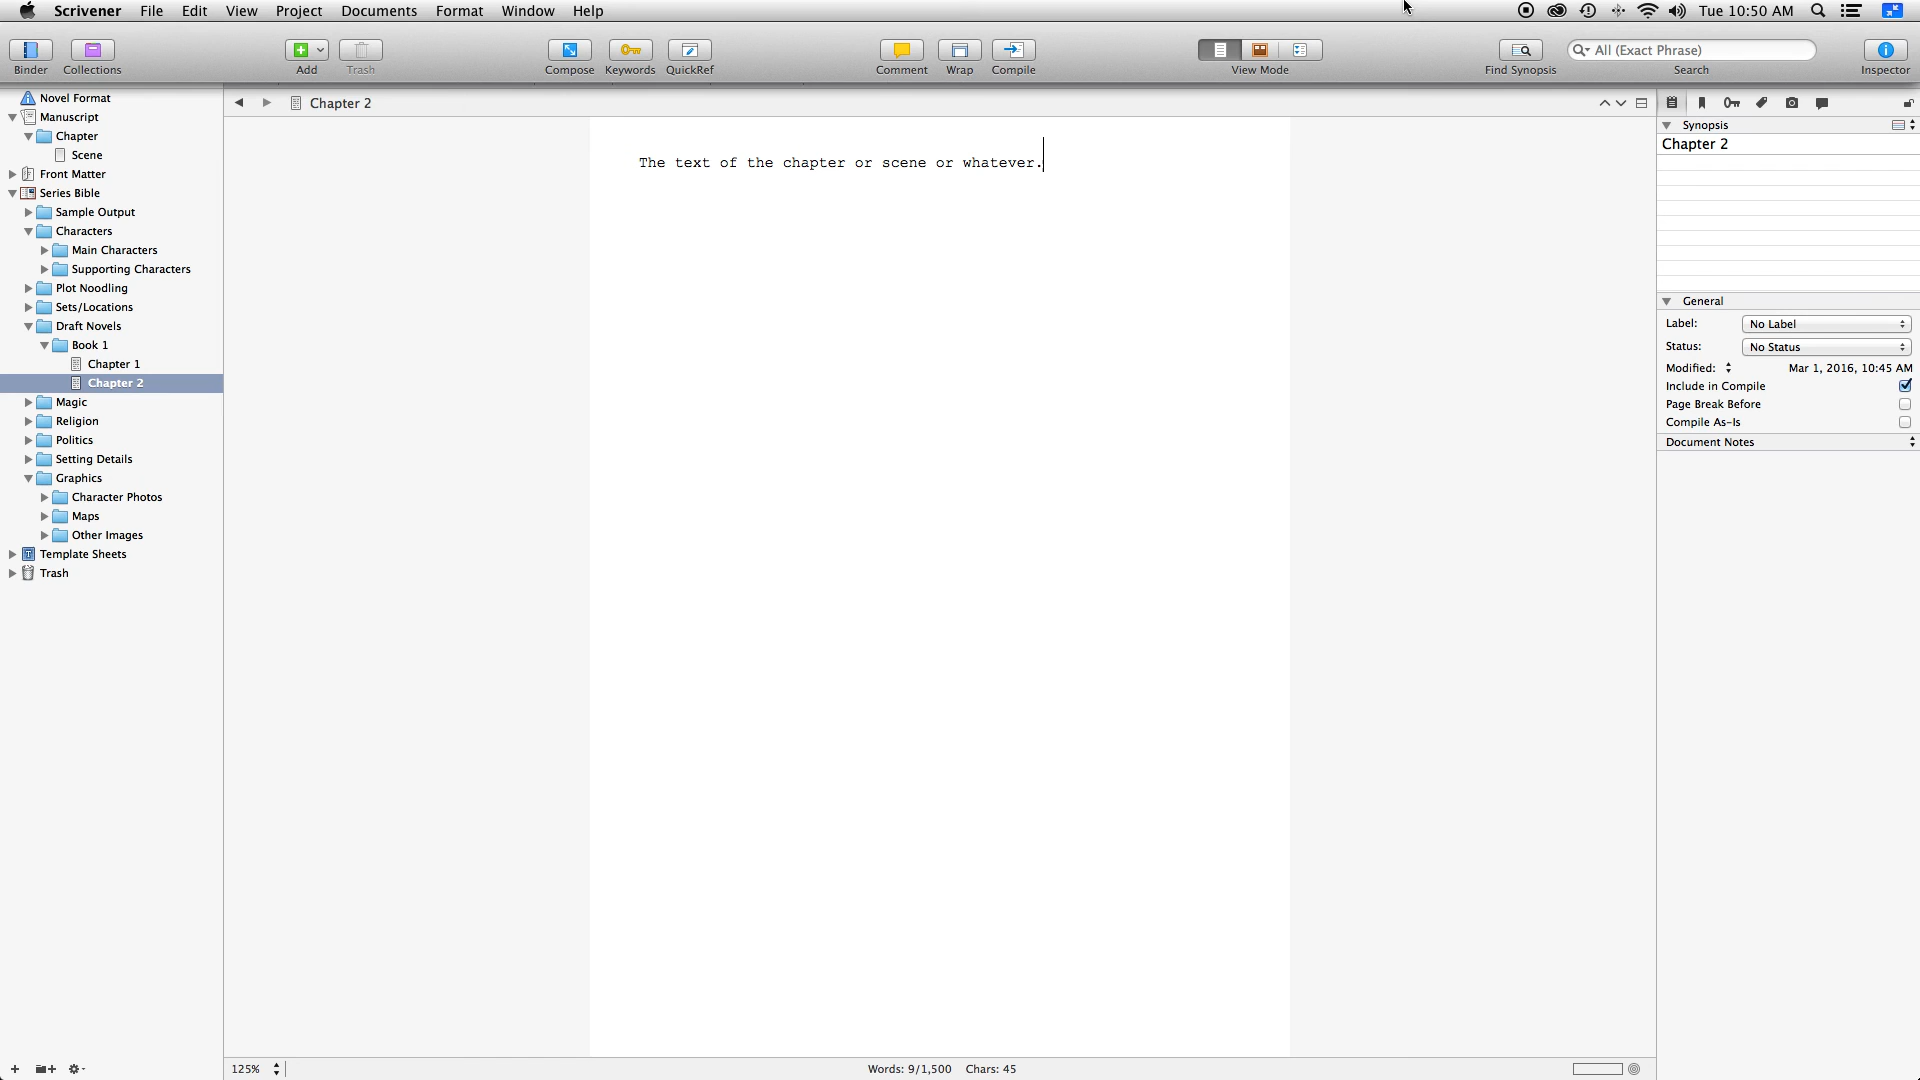 Scrivener File Edit View Project Documents Format Window Help Tue 10:50 AM
Binder Collections Add Trash Compose Keywords QuickRef Comment Wrap Compile View Mode Find Synopsis All (Exact Phrase) Search Inspector
Novel Format
Manuscript
Chapter
Scene
Front Matter
Series Bible
Sample Output
Characters
Main Characters
Supporting Characters
Plot Noodling
Sets/Locations
Draft Novels
Book 1
Chapter 1
Chapter 2
Magic
Religion
Politics
Setting Details
Graphics
Character Photos
Maps
Other Images
Template Sheets
Trash
Chapter 2
The text of the chapter or scene or whatever.
125% Words: 9/1,500 Chars: 45
Synopsis
Chapter 2
General
Label: No Label
Status: No Status
Modified: Mar 1, 2016, 10:45 AM
Include in Compile
Page Break Before
Compile As-Is
Document Notes